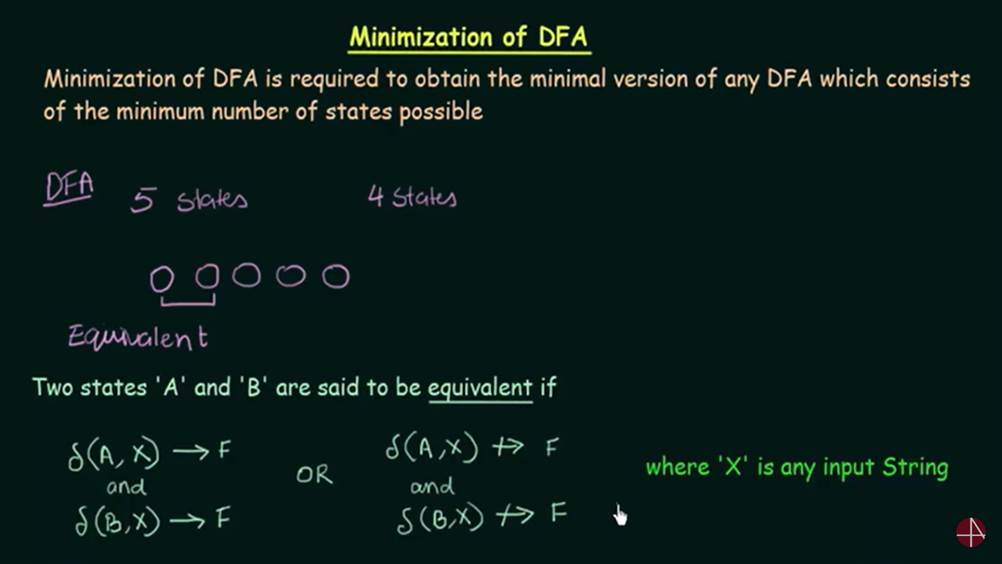 Minimization of DFA
Minimization of DFA is required to obtain the minimal version of any DFA which consists
of the minimum number of states possible
DFA 5 states 4 states
Equivalent
Two states 'A' and 'B' are said to be equivalent if
δ(A, X) → F OR δ(A,X) ↛ F where 'X' is any input String
and and
δ(B,X) → F δ(B,X) ↛ F